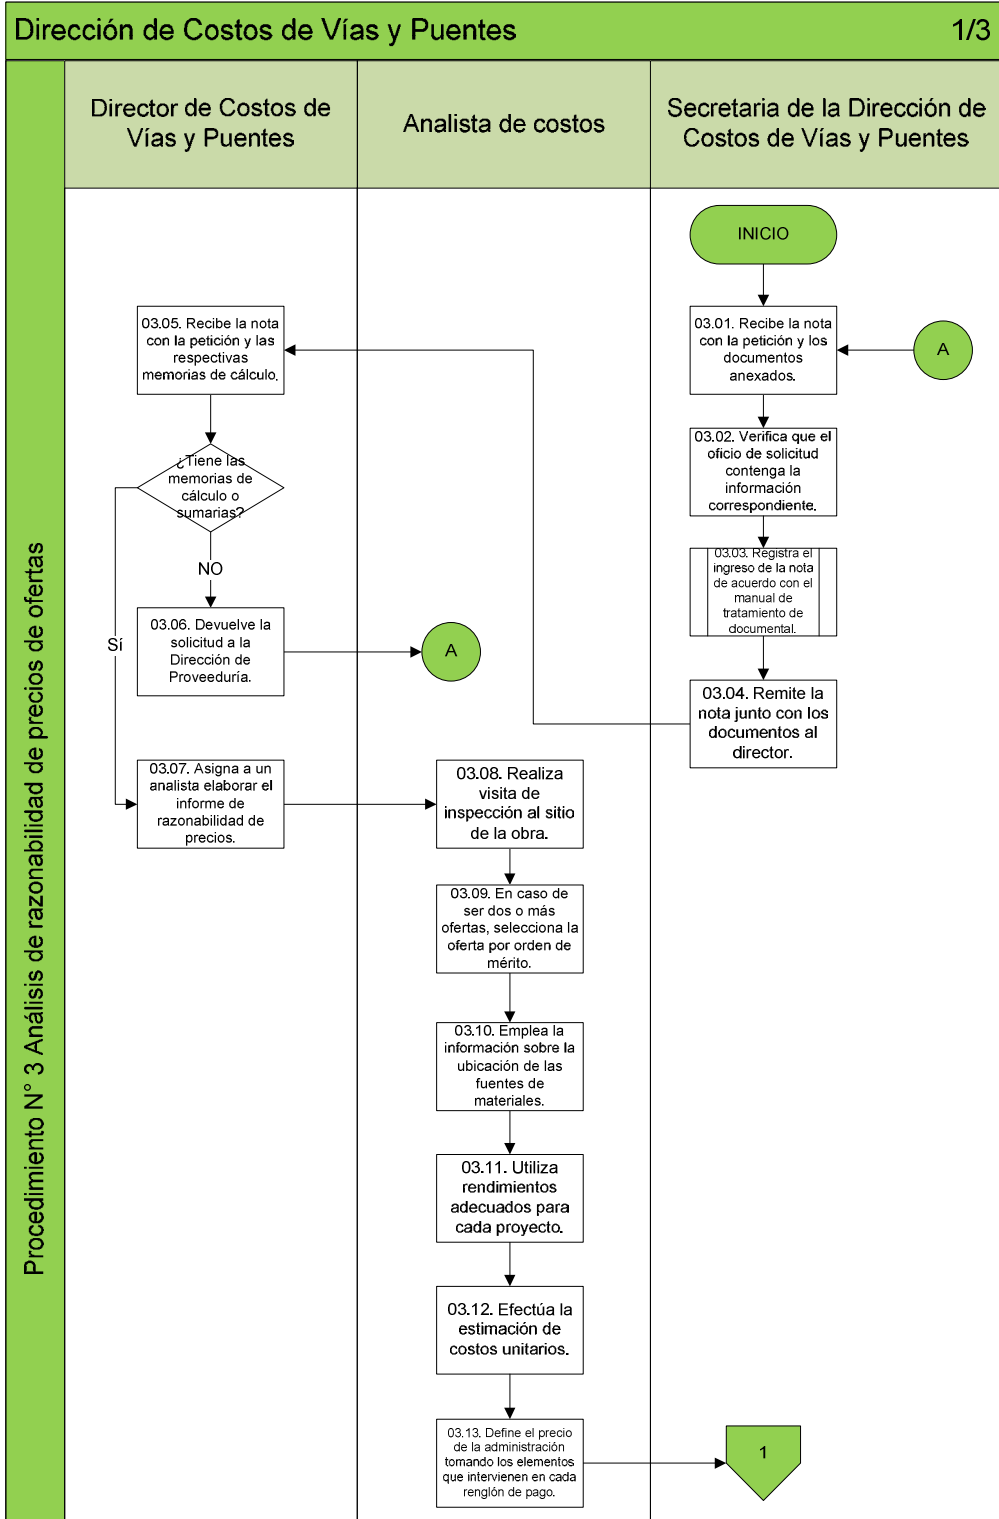 Dirección de Costos de Vías y Puentes 1/3
Procedimiento N° 3 Análisis de razonabilidad de precios de ofertas
Director de Costos de
Vías y Puentes
Analista de costos
Secretaria de la Dirección de
Costos de Vías y Puentes
INICIO
03.01. Recibe la nota
con la petición y los
documentos
anexados.
A
03.02. Verifica que el
oficio de solicitud
contenga la
información
correspondiente.
03.03. Registra el
ingreso de la nota
de acuerdo con el
manual de
tratamiento de
documental.
03.04. Remite la
nota junto con los
documentos al
director.
03.05. Recibe la nota
con la petición y las
respectivas
memorias de cálculo.
¿Tiene las
memorias de
cálculo o
sumarias?
NO
Sí
03.06. Devuelve la
solicitud a la
Dirección de
Proveeduría.
A
03.07. Asigna a un
analista elaborar el
informe de
razonabilidad de
precios.
03.08. Realiza
visita de
inspección al sitio
de la obra.
03.09. En caso de
ser dos o más
ofertas, selecciona la
oferta por orden de
mérito.
03.10. Emplea la
información sobre la
ubicación de las
fuentes de
materiales.
03.11. Utiliza
rendimientos
adecuados para
cada proyecto.
03.12. Efectúa la
estimación de
costos unitarios.
03.13. Define el precio
de la administración
tomando los elementos
que intervienen en cada
renglón de pago.
1